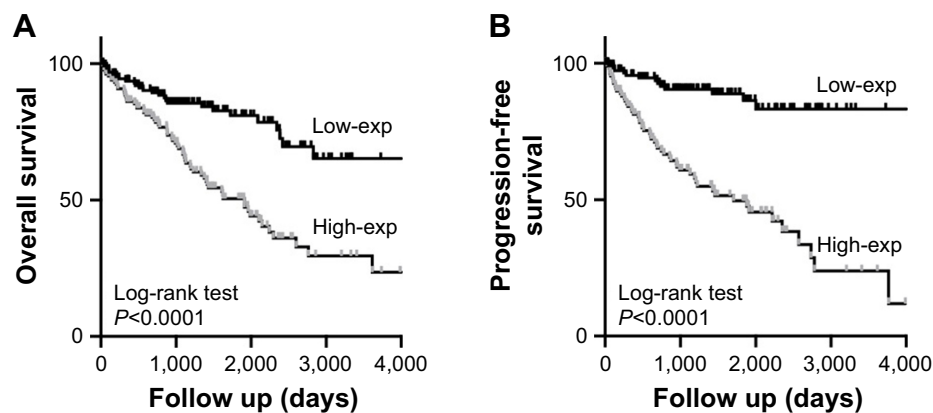 A
Overall survival
100
50
0
Low-exp
High-exp
Log-rank test
P<0.0001
0 1,000 2,000 3,000 4,000
Follow up (days)
B
Progression-free
survival
100
50
0
Low-exp
High-exp
Log-rank test
P<0.0001
0 1,000 2,000 3,000 4,000
Follow up (days)